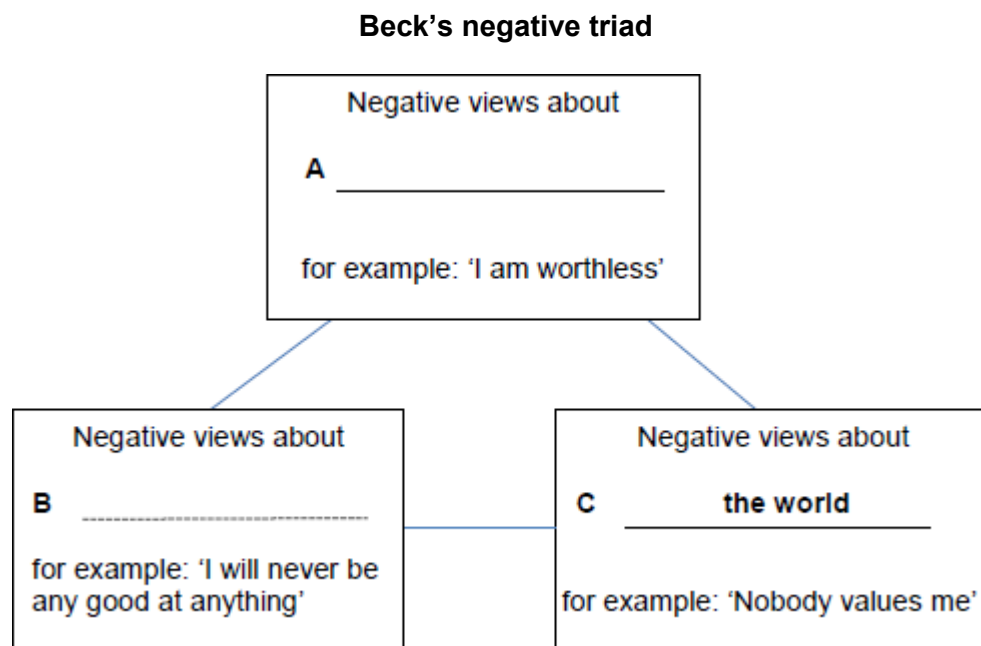 Beck's negative triad
Negative views about
A
for example: 'I am worthless'
Negative views about
B
for example: 'I will never be
any good at anything'
Negative views about
C the world
for example: 'Nobody values me'